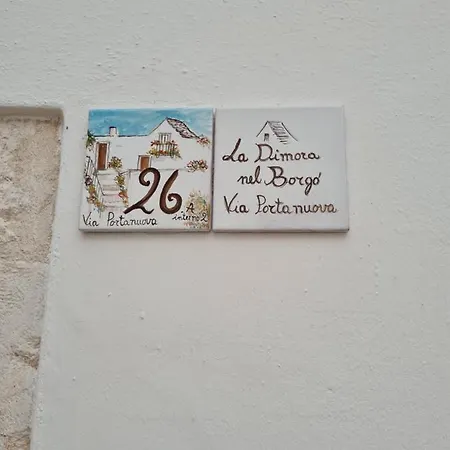 26 A
interno 2
Via Portanuova
La Dimora
nel Borgo
Via Portanuova